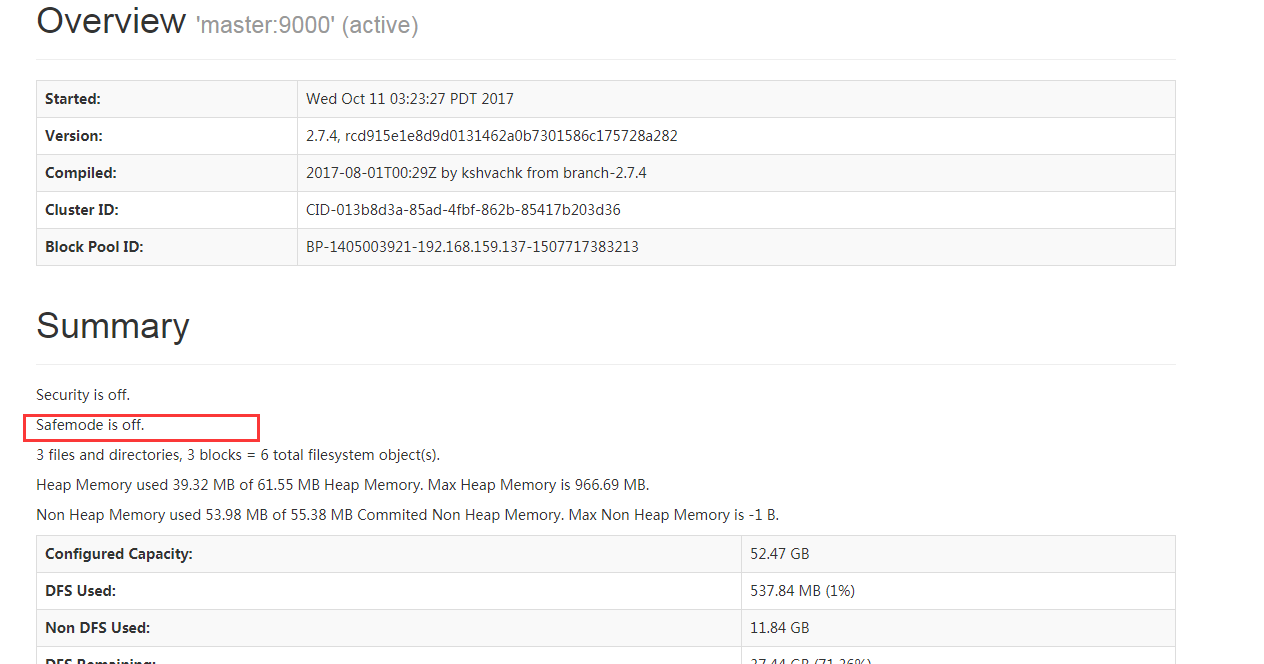 Overview 'master:9000' (active)
Started: Wed Oct 11 03:23:27 PDT 2017
Version: 2.7.4, rcd915e1e8d9d0131462a0b7301586c175728a282
Compiled: 2017-08-01T00:29Z by kshvachk from branch-2.7.4
Cluster ID: CID-013b8d3a-85ad-4fbf-862b-85417b203d36
Block Pool ID: BP-1405003921-192.168.159.137-1507717383213
Summary
Security is off.
Safemode is off.
3 files and directories, 3 blocks = 6 total filesystem object(s).
Heap Memory used 39.32 MB of 61.55 MB Heap Memory. Max Heap Memory is 966.69 MB.
Non Heap Memory used 53.98 MB of 55.38 MB Commited Non Heap Memory. Max Non Heap Memory is -1 B.
Configured Capacity: 52.47 GB
DFS Used: 537.84 MB (1%)
Non DFS Used: 11.84 GB
DFS Remaining: